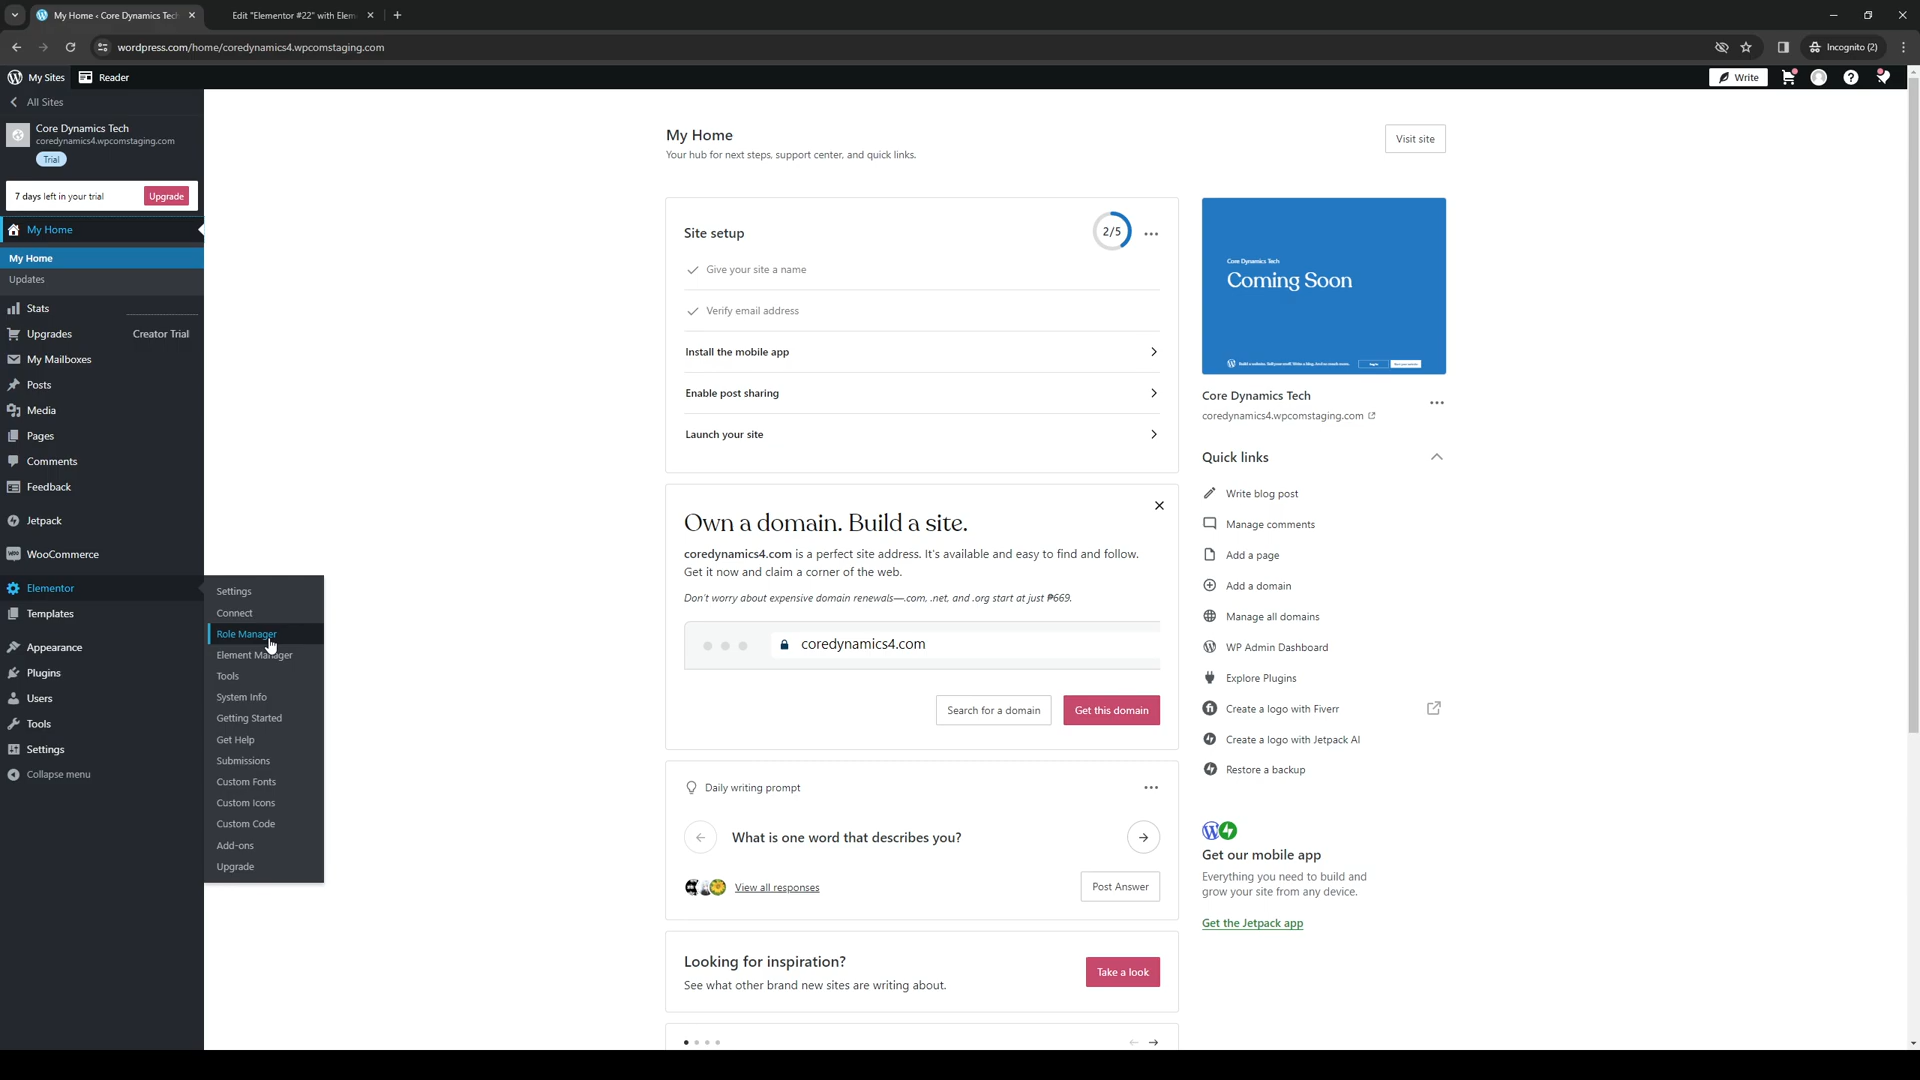 My Home ‹ Core Dynamics Tech
Edit "Elementor #22" with Elem
wordpress.com/home/coredynamics4.wpcomstaging.com
Incognito (2)
My Sites
Reader
Write
All Sites
Core Dynamics Tech
coredynamics4.wpcomstaging.com
Trial
7 days left in your trial
Upgrade
My Home
My Home
Updates
Stats
Upgrades
Creator Trial
My Mailboxes
Posts
Media
Pages
Comments
Feedback
Jetpack
WooCommerce
Elementor
Templates
Appearance
Plugins
Users
Tools
Settings
Collapse menu
Settings
Connect
Role Manager
Element Manager
Tools
System Info
Getting Started
Get Help
Submissions
Custom Fonts
Custom Icons
Custom Code
Add-ons
Upgrade
My Home
Your hub for next steps, support center, and quick links.
Visit site
Site setup
2/5
Give your site a name
Verify email address
Install the mobile app
Enable post sharing
Launch your site
Own a domain. Build a site.
coredynamics4.com is a perfect site address. It's available and easy to find and follow.
Get it now and claim a corner of the web.
Don't worry about expensive domain renewals—.com, .net, and .org start at just ₱669.
coredynamics4.com
Search for a domain
Get this domain
Daily writing prompt
What is one word that describes you?
View all responses
Post Answer
Looking for inspiration?
See what other brand new sites are writing about.
Take a look
Core Dynamics Tech
Coming Soon
Core Dynamics Tech
coredynamics4.wpcomstaging.com
Quick links
Write blog post
Manage comments
Add a page
Add a domain
Manage all domains
WP Admin Dashboard
Explore Plugins
Create a logo with Fiverr
Create a logo with Jetpack AI
Restore a backup
Get our mobile app
Everything you need to build and
grow your site from any device.
Get the Jetpack app